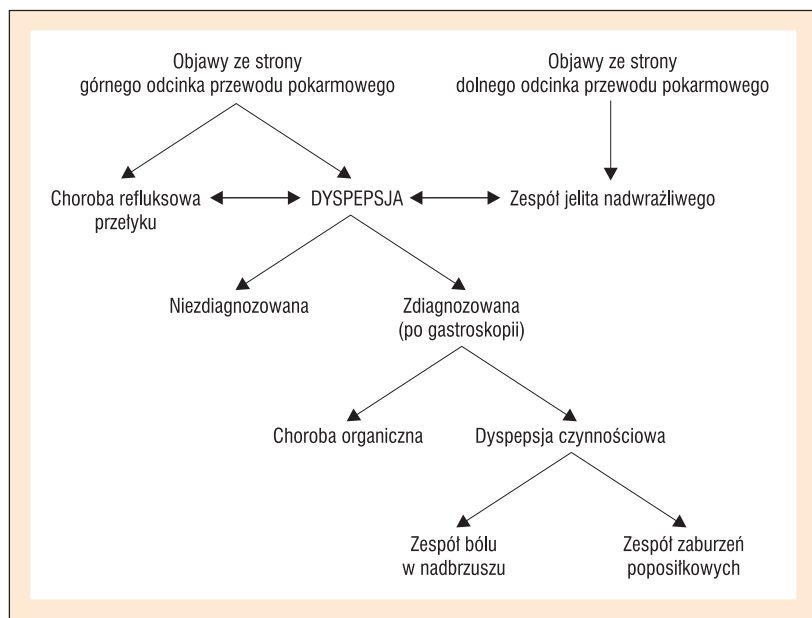 Objawy ze strony
górnego odcinka przewodu pokarmowego
Objawy ze strony
dolnego odcinka przewodu pokarmowego
Choroba refluksowa
przełyku
DYSPEPSJA
Zespół jelita nadwrażliwego
Niezdiagnozowana
Zdiagnozowana
(po gastroskopii)
Choroba organiczna
Dyspepsja czynnościowa
Zespół bólu
w nadbrzuszu
Zespół zaburzeń
poposiłkowych